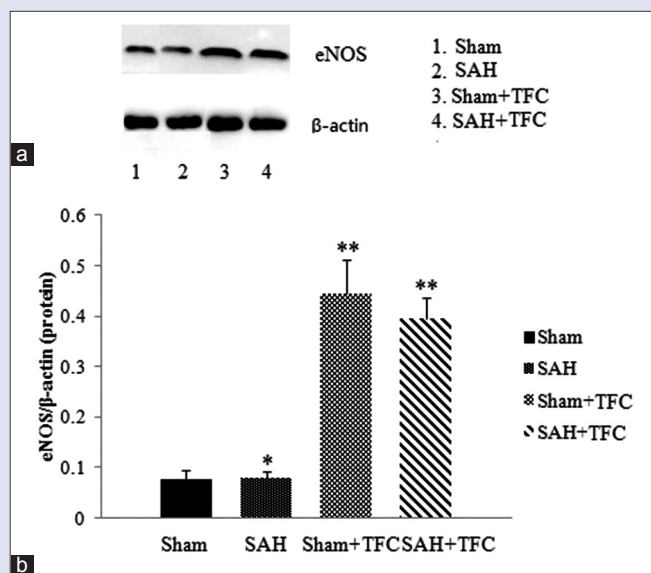 eNOS
β-actin
1. Sham
2. SAH
3. Sham+TFC
4. SAH+TFC
a
1 2 3 4
eNOS/β-actin (protein)
0.6
0.5
0.4
0.3
0.2
0.1
0
*
**
**
Sham SAH Sham+TFC SAH+TFC
Sham
SAH
Sham+TFC
SAH+TFC
b